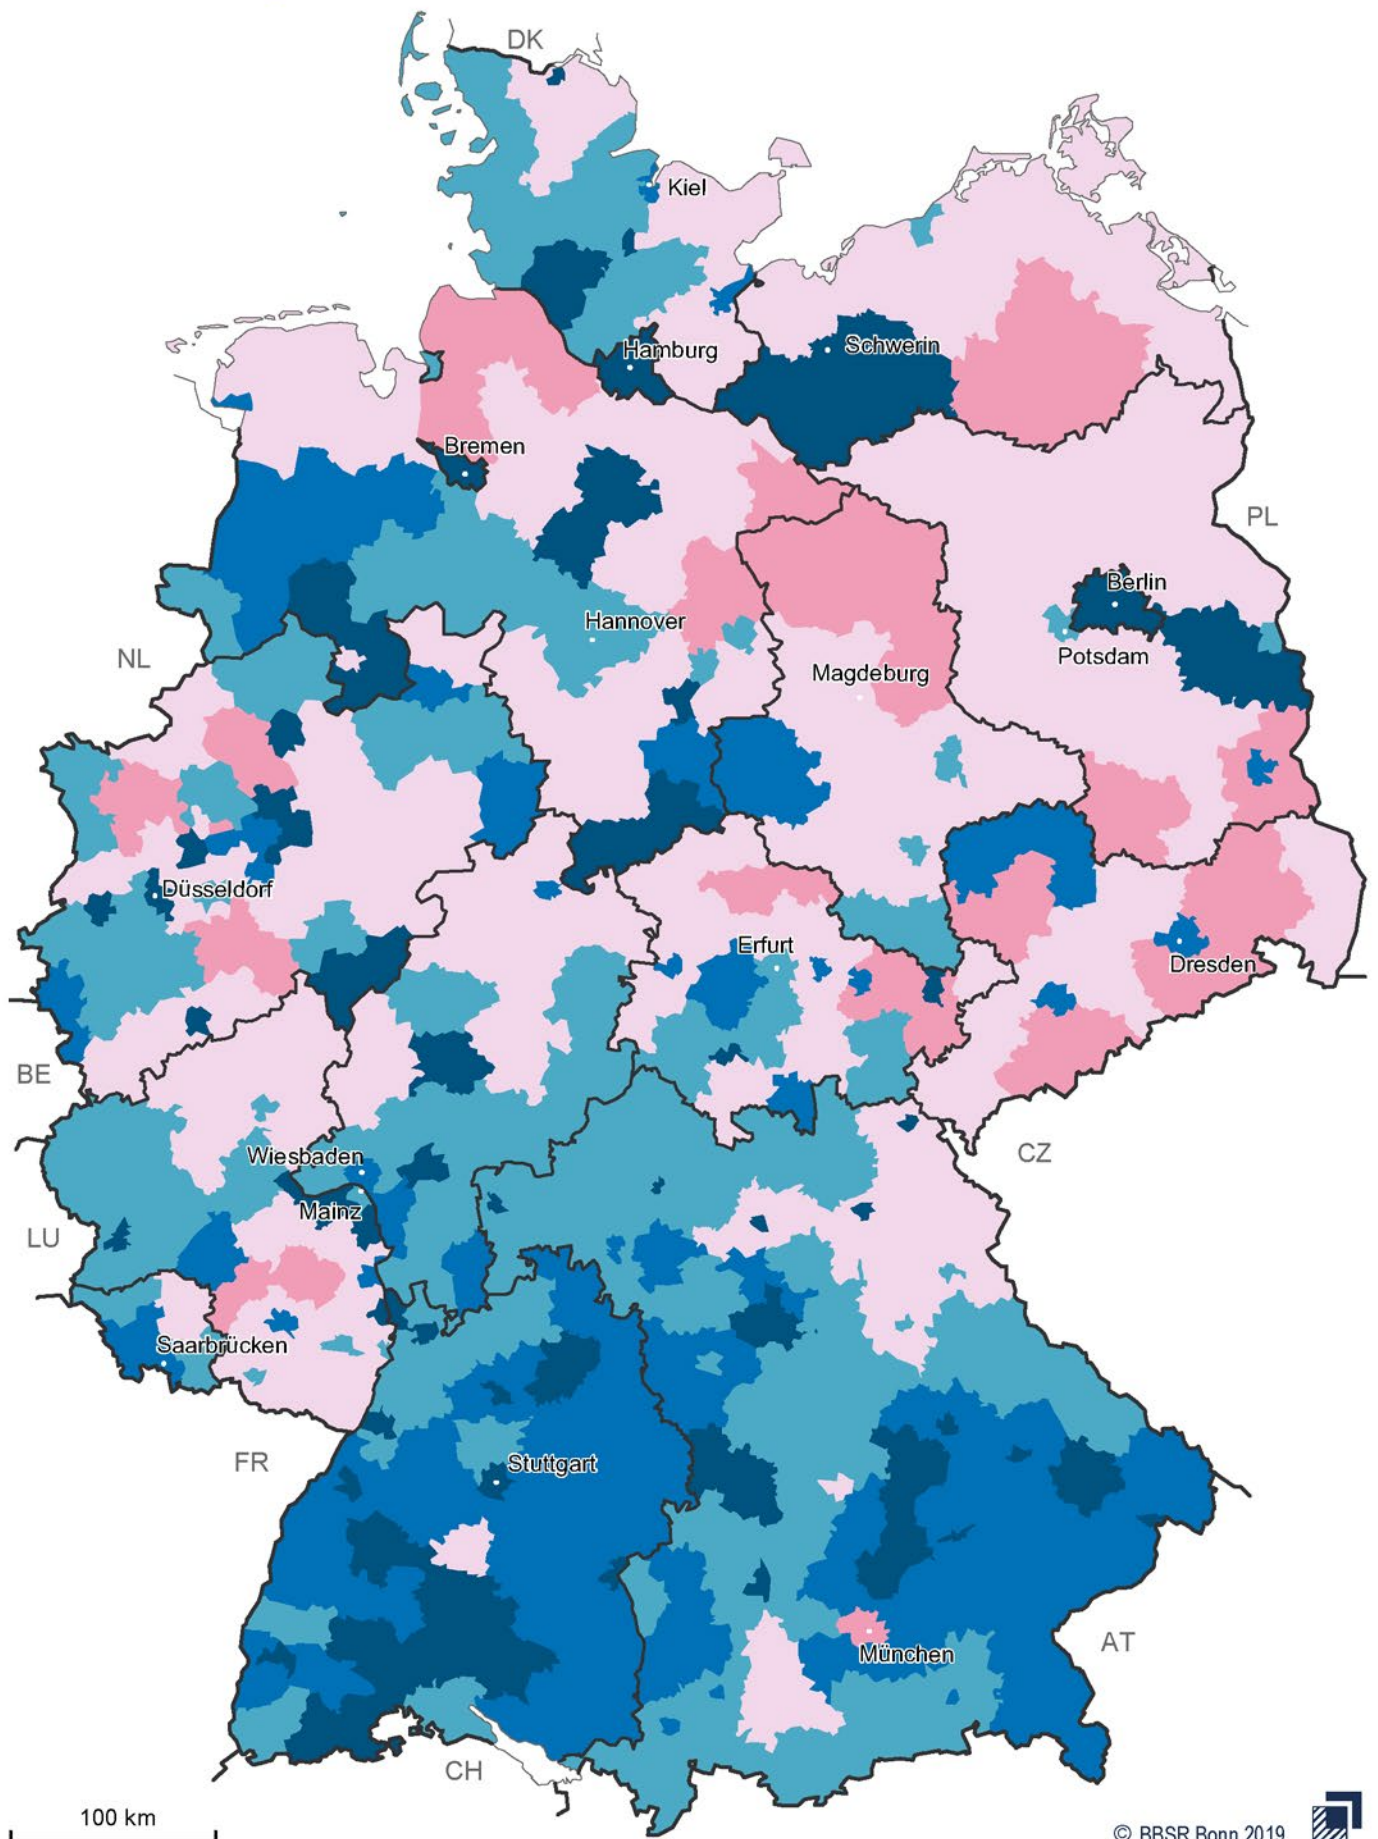 DK
Kiel
Hamburg
Schwerin
Bremen
PL
Berlin
Hannover
Potsdam
NL
Magdeburg
Düsseldorf
Erfurt
Dresden
BE
Wiesbaden
CZ
Mainz
LU
Saarbrücken
FR
Stuttgart
AT
München
CH
100 km
© BBSR Bonn 2019